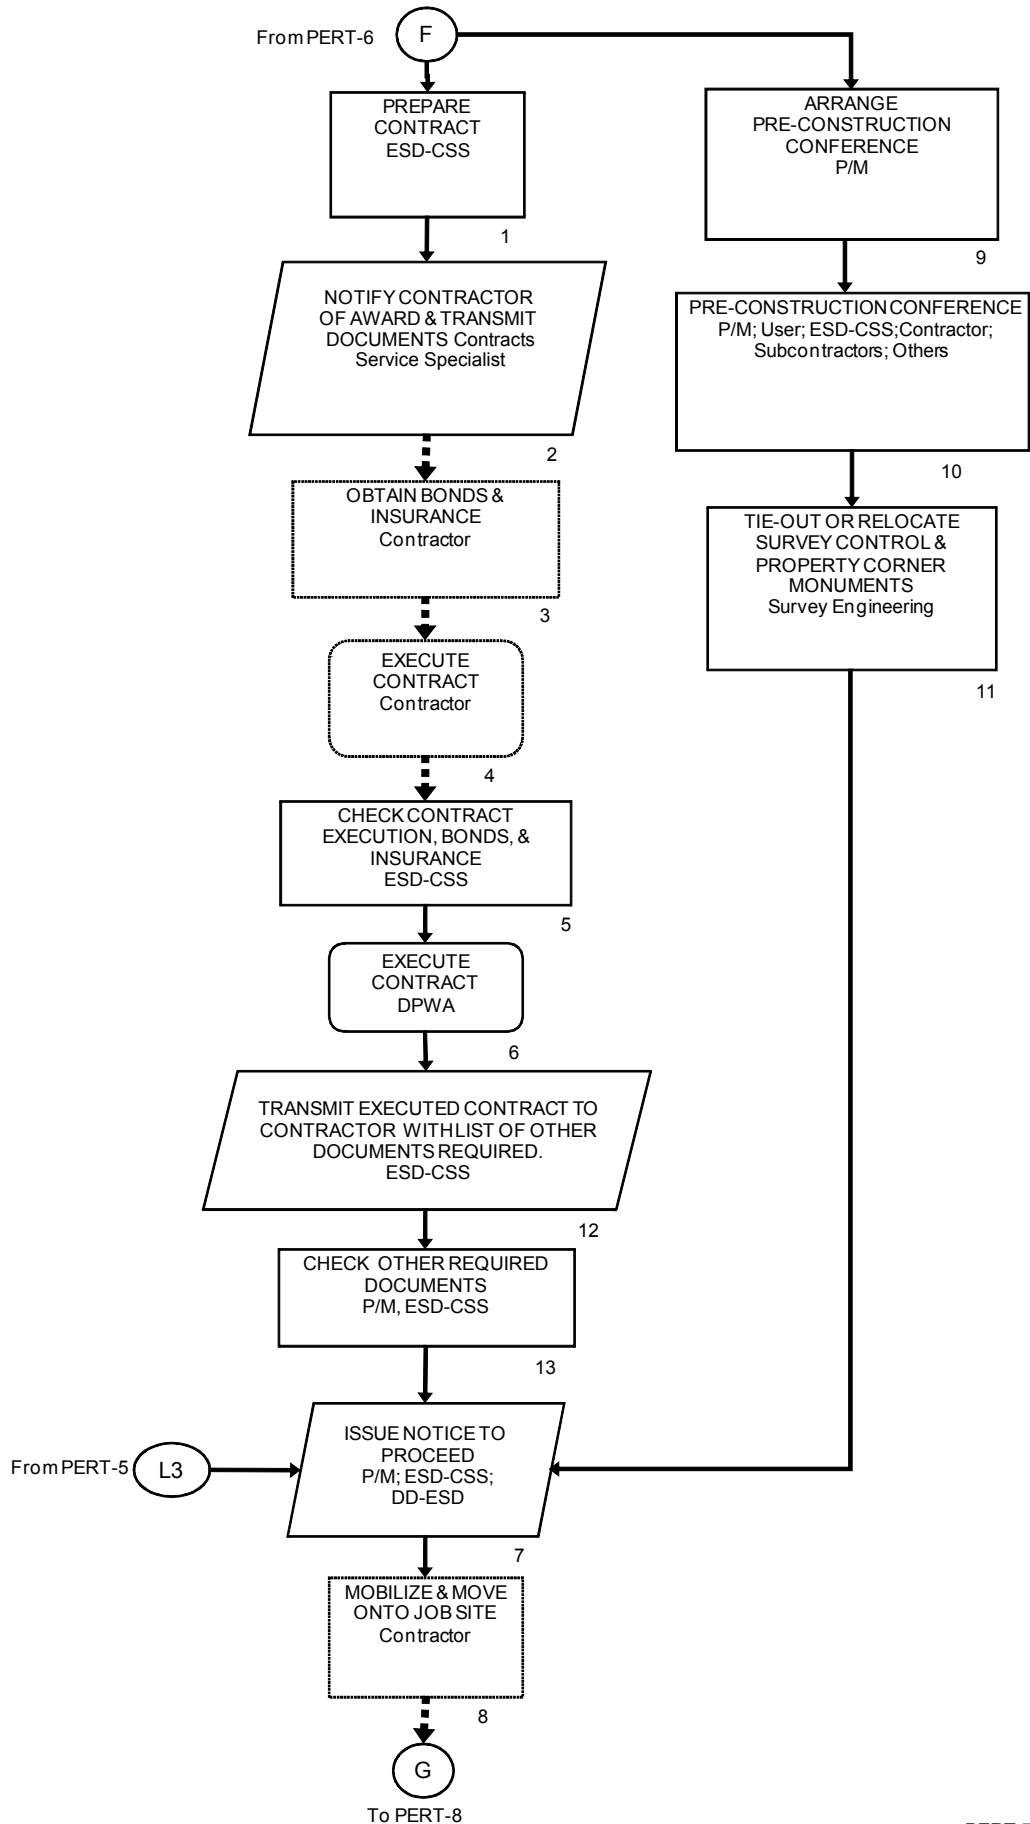 From PERT-6
F
PREPARE
CONTRACT
ESD-CSS
1
NOTIFY CONTRACTOR
OF AWARD & TRANSMIT
DOCUMENTS Contracts
Service Specialist
2
OBTAIN BONDS &
INSURANCE
Contractor
3
EXECUTE
CONTRACT
Contractor
4
CHECK CONTRACT
EXECUTION, BONDS, &
INSURANCE
ESD-CSS
5
EXECUTE
CONTRACT
DPWA
6
TRANSMIT EXECUTED CONTRACT TO
CONTRACTOR WITH LIST OF OTHER
DOCUMENTS REQUIRED.
ESD-CSS
12
CHECK OTHER REQUIRED
DOCUMENTS
P/M, ESD-CSS
13
ARRANGE
PRE-CONSTRUCTION
CONFERENCE
P/M
9
PRE-CONSTRUCTION CONFERENCE
P/M; User; ESD-CSS;Contractor;
Subcontractors; Others
10
TIE-OUT OR RELOCATE
SURVEY CONTROL &
PROPERTY CORNER
MONUMENTS
Survey Engineering
11
From PERT-5
L3
ISSUE NOTICE TO
PROCEED
P/M; ESD-CSS;
DD-ESD
7
MOBILIZE & MOVE
ONTO JOB SITE
Contractor
8
G
To PERT-8